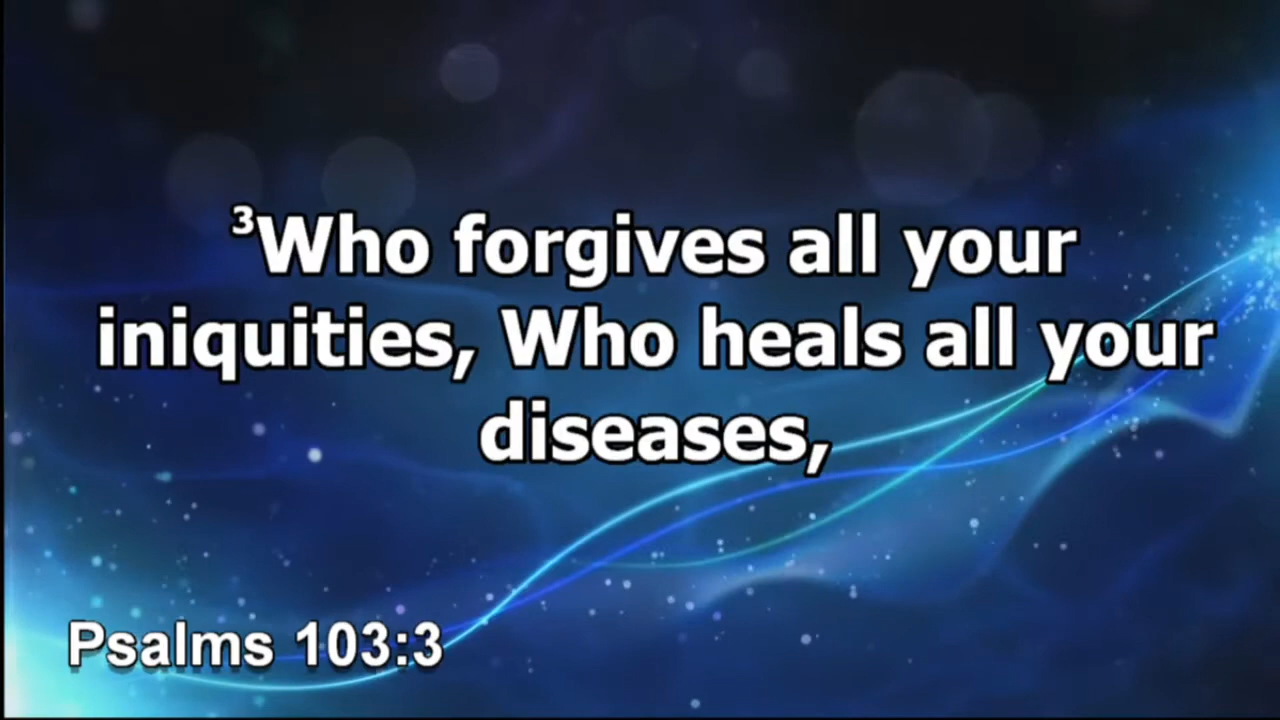 ³Who forgives all your
iniquities, Who heals all your
diseases,
Psalms 103:3